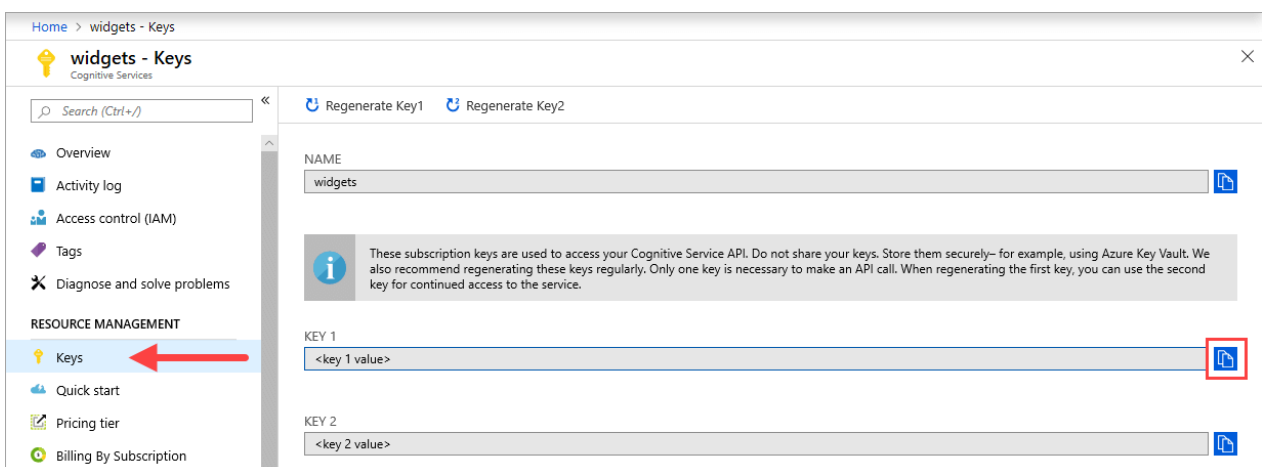 Home > widgets - Keys
widgets - Keys
Cognitive Services
Search (Ctrl+/)
Overview
Activity log
Access control (IAM)
Tags
Diagnose and solve problems
RESOURCE MANAGEMENT
Keys
Quick start
Pricing tier
Billing By Subscription
Regenerate Key1 Regenerate Key2
NAME
widgets
These subscription keys are used to access your Cognitive Service API. Do not share your keys. Store them securely– for example, using Azure Key Vault. We
also recommend regenerating these keys regularly. Only one key is necessary to make an API call. When regenerating the first key, you can use the second
key for continued access to the service.
KEY 1
<key 1 value>
KEY 2
<key 2 value>